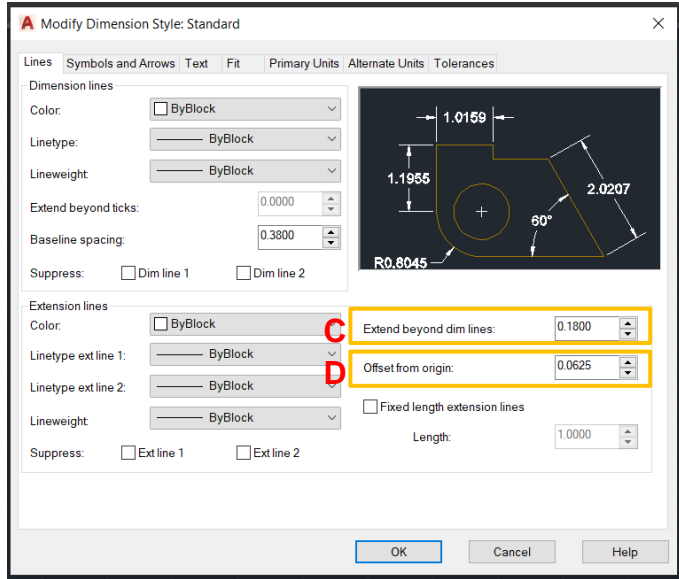 A Modify Dimension Style: Standard
Lines Symbols and Arrows Text Fit Primary Units Alternate Units Tolerances
Dimension lines
Color: ByBlock
Linetype: ByBlock
Lineweight: ByBlock
Extend beyond ticks: 0.0000
Baseline spacing: 0.3800
Suppress: Dim line 1 Dim line 2
1.0159
1.1955
2.0207
60°
R0.8045
Extension lines
Color: ByBlock
Linetype ext line 1: ByBlock
Linetype ext line 2: ByBlock
Lineweight: ByBlock
Suppress: Ext line 1 Ext line 2
C Extend beyond dim lines: 0.1800
D Offset from origin: 0.0625
Fixed length extension lines
Length: 1.0000
OK Cancel Help